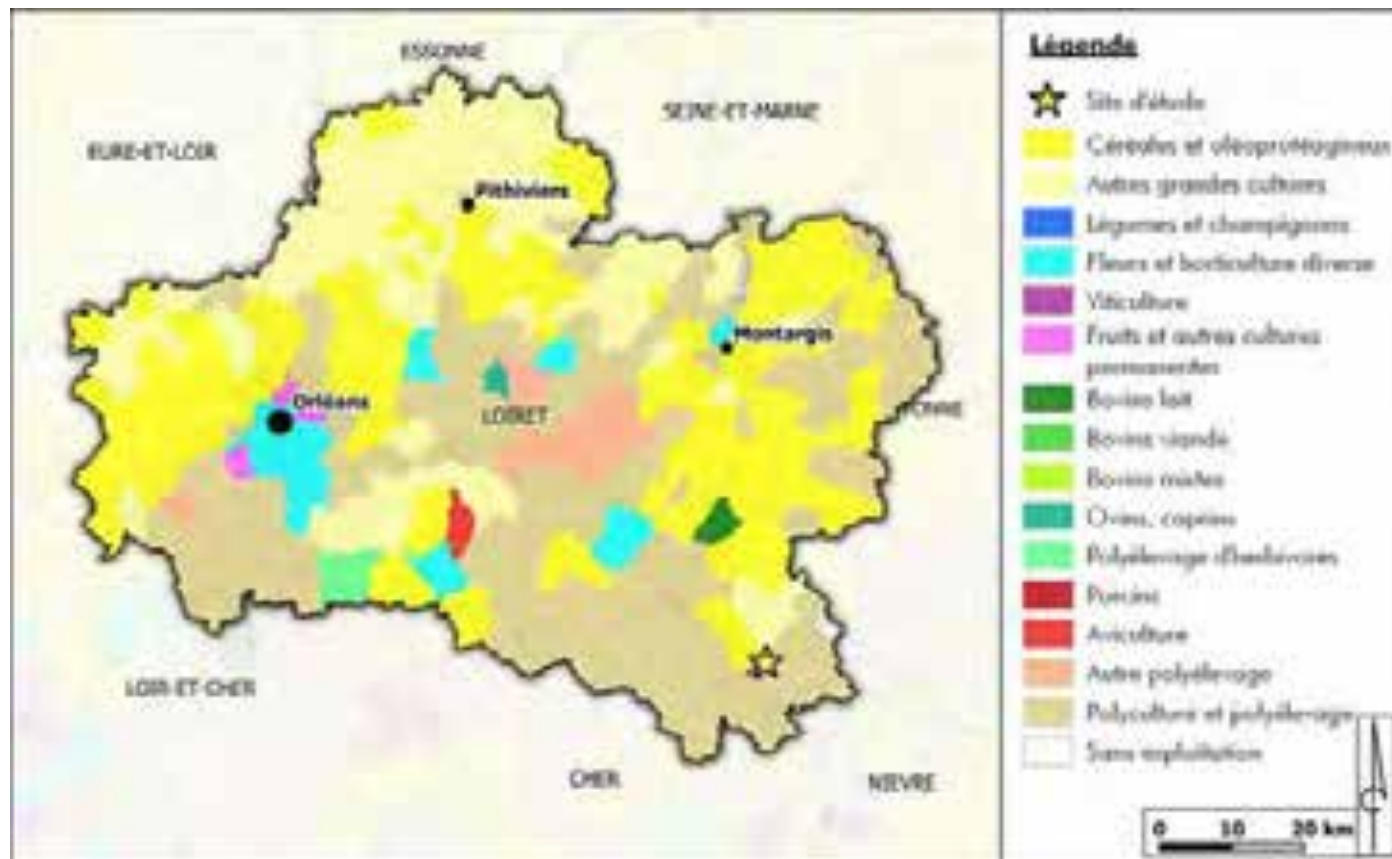 ESSONNE
SEINE-ET-MARNE
EURE-ET-LOIR
Pithiviers
Montargis
Orléans
LOIRET
YONNE
LOIR-ET-CHER
CHER
NIEVRE
Légende
Site d'étude
Céréales et oléoprotéagineux
Autres grandes cultures
Légumes et champignons
Fleurs et horticulture diverse
Viticulture
Fruits et autres cultures
permanentes
Bovins lait
Bovins viande
Bovins mixtes
Ovins, caprins
Polyélevage d'herbivores
Porcins
Aviculture
Autre polyélevage
Polyculture et polyélevage
Sans exploitation
0 10 20 km